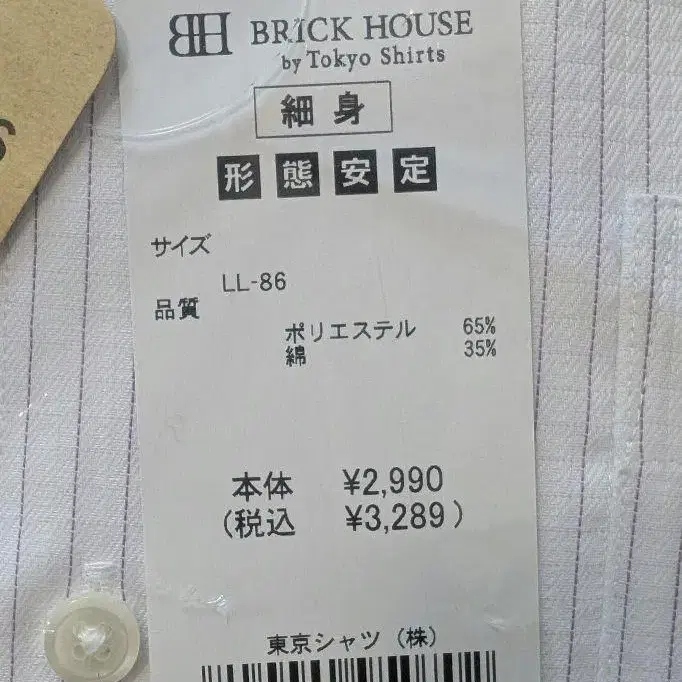 BRICK HOUSE
by Tokyo Shirts
細身
形態安定
サイズ
LL-86
品質
ポリエステル 65%
綿 35%
本体 ¥2,990
(税込 ¥3,289)
東京シャツ(株)